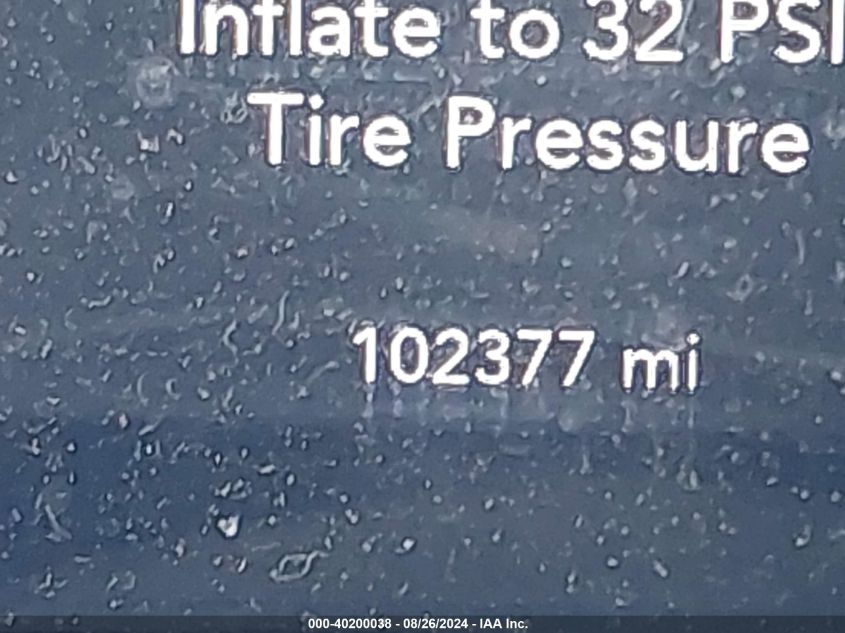 Inflate to 32 PSI
Tire Pressure
102377 mi
000-40200038 - 08/26/2024 - IAA Inc.